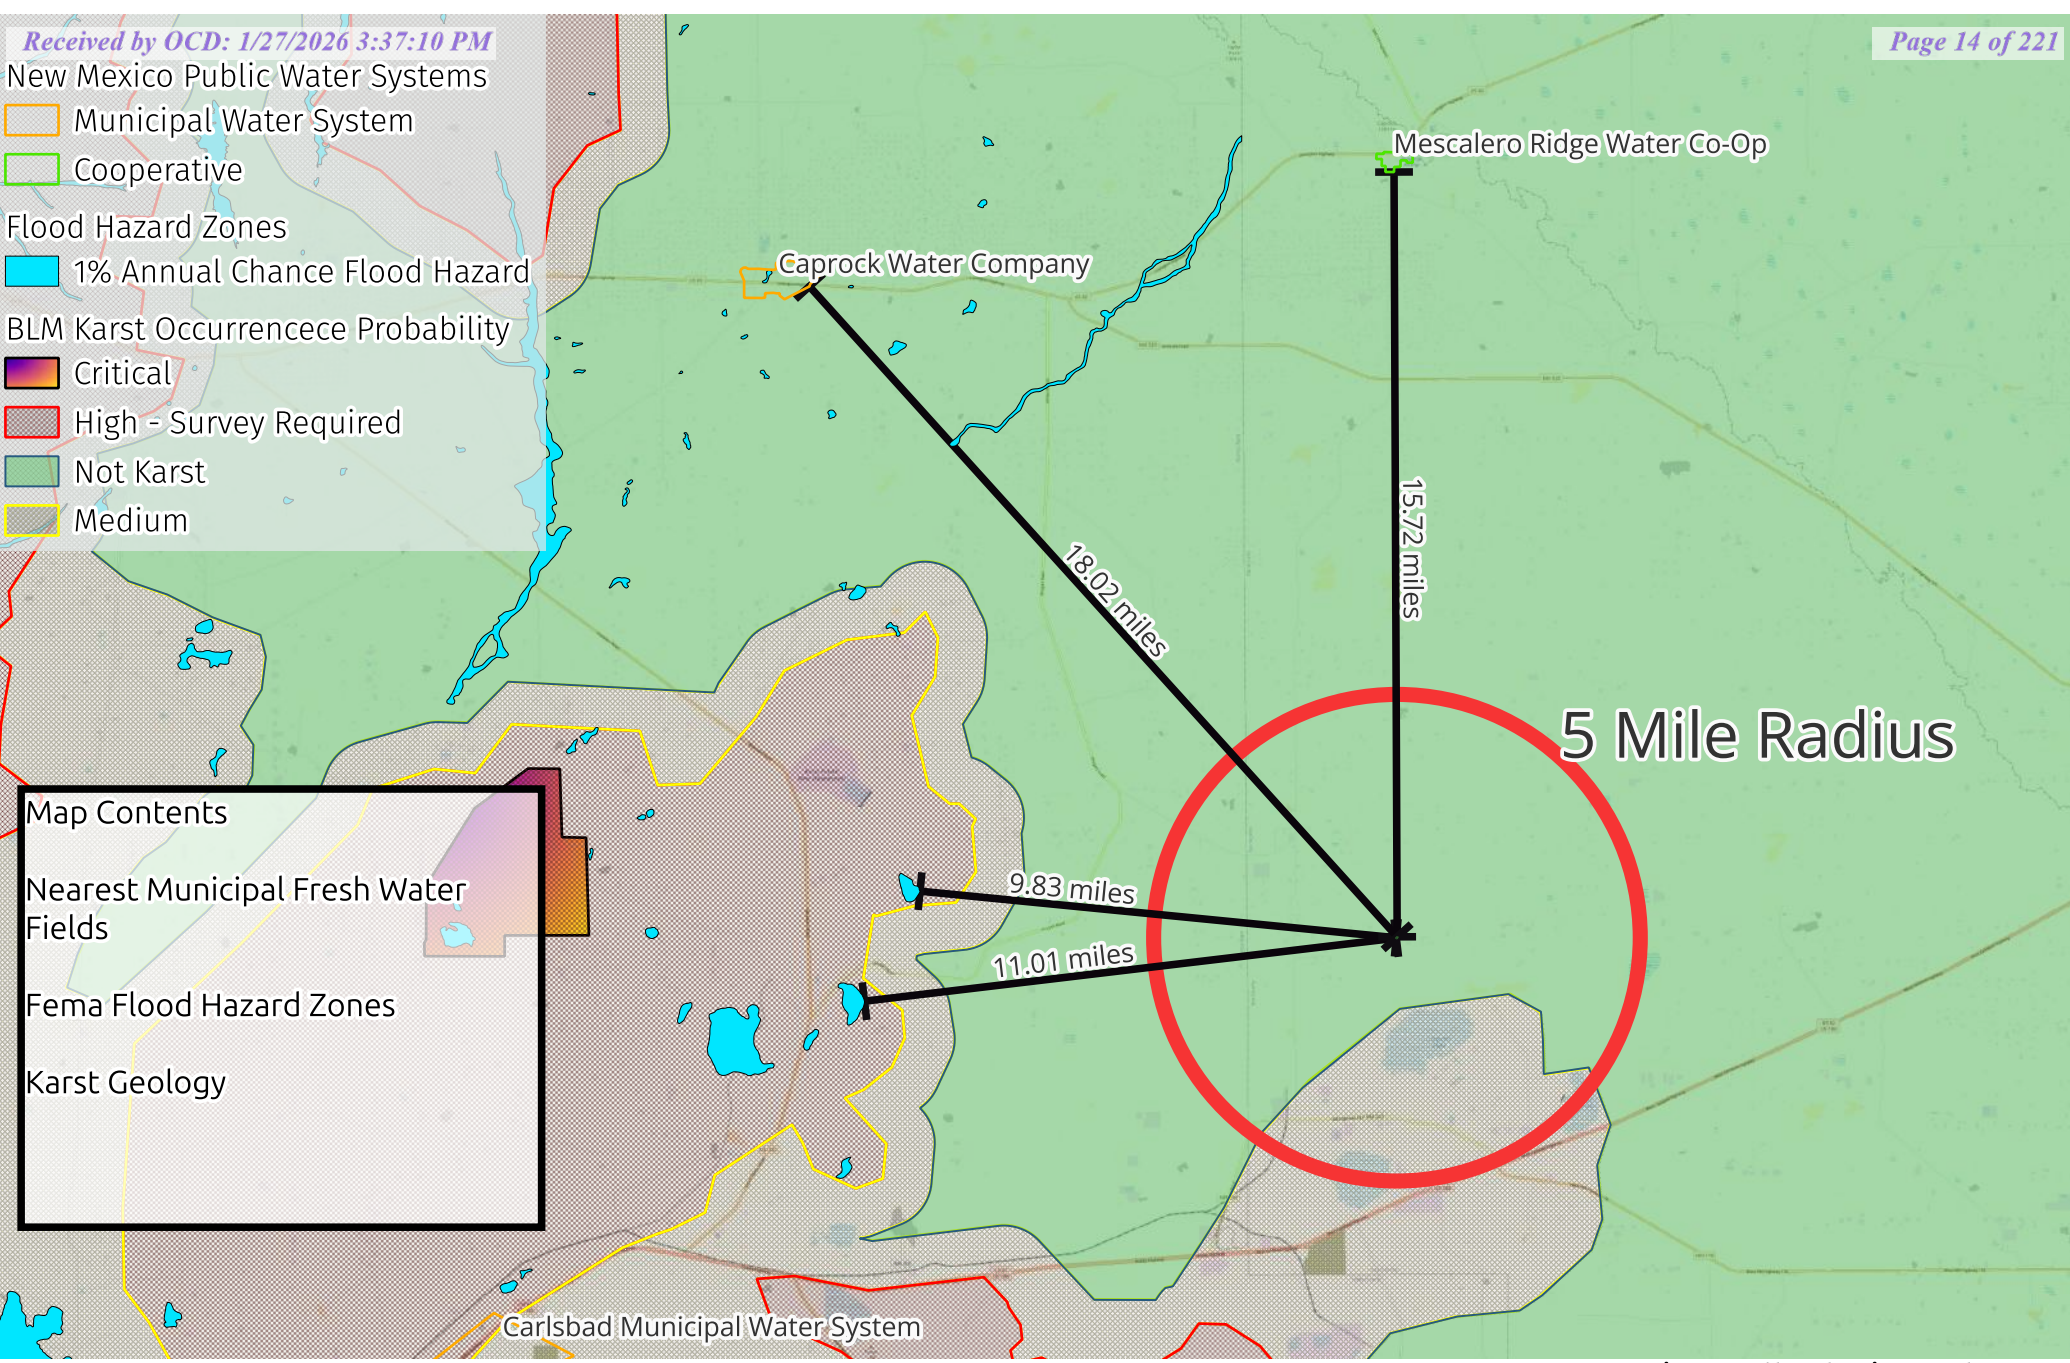 Received by OCD: 1/27/2026 3:37:10 PM
Page 14 of 221
New Mexico Public Water Systems
Municipal Water System
Cooperative
Flood Hazard Zones
1% Annual Chance Flood Hazard
BLM Karst Occurrencece Probability
Critical
High - Survey Required
Not Karst
Medium
Mescalero Ridge Water Co-Op
Caprock Water Company
15.72 miles
18.02 miles
5 Mile Radius
9.83 miles
11.01 miles
Map Contents
Nearest Municipal Fresh Water
Fields
Fema Flood Hazard Zones
Karst Geology
Carlsbad Municipal Water System